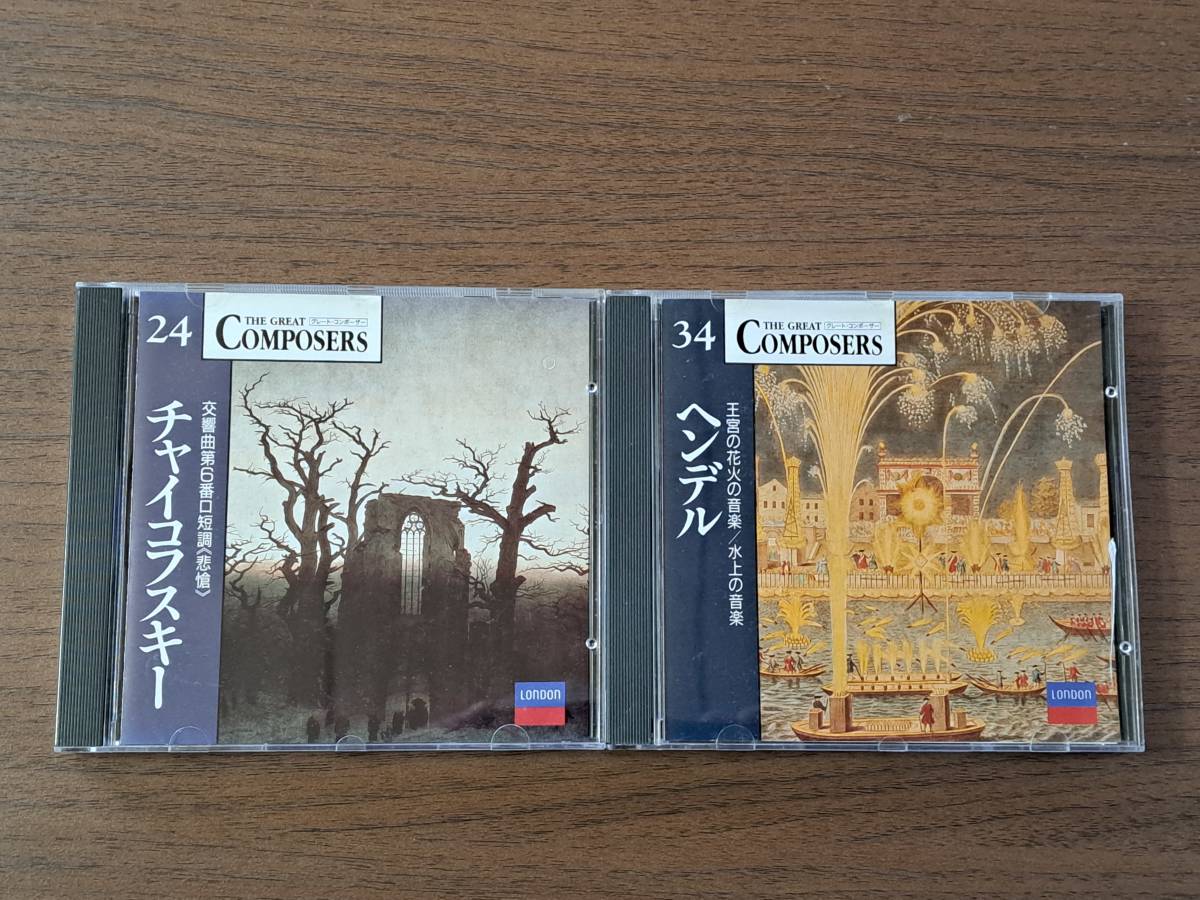 24
THE GREAT
グレート・コンポーザー
COMPOSERS
チャイコフスキー
交響曲第6番ロ短調《悲愴》
LONDON
34
THE GREAT
グレート・コンポーザー
COMPOSERS
ヘンデル
王宮の花火の音楽／水上の音楽
LONDON